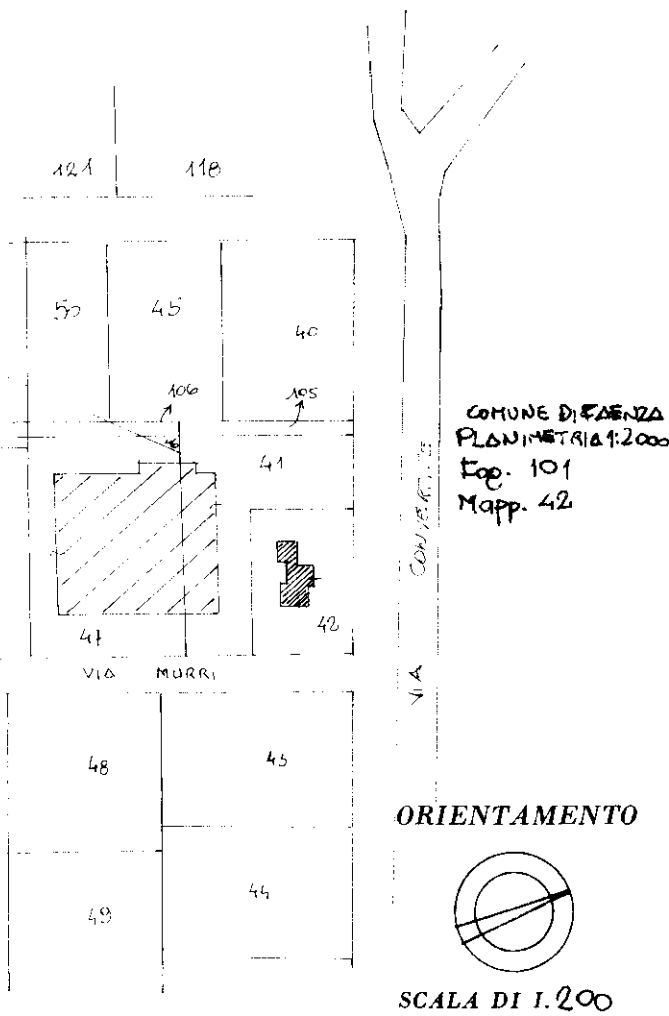 121 118
50 45 40
106 105
41
COMUNE DI FAENZA
PLANIMETRIA 1:2000
Fog. 101
Mapp. 42
47 42
VIA MURRI
VIA
48 43
44
49
ORIENTAMENTO
SCALA DI 1.200